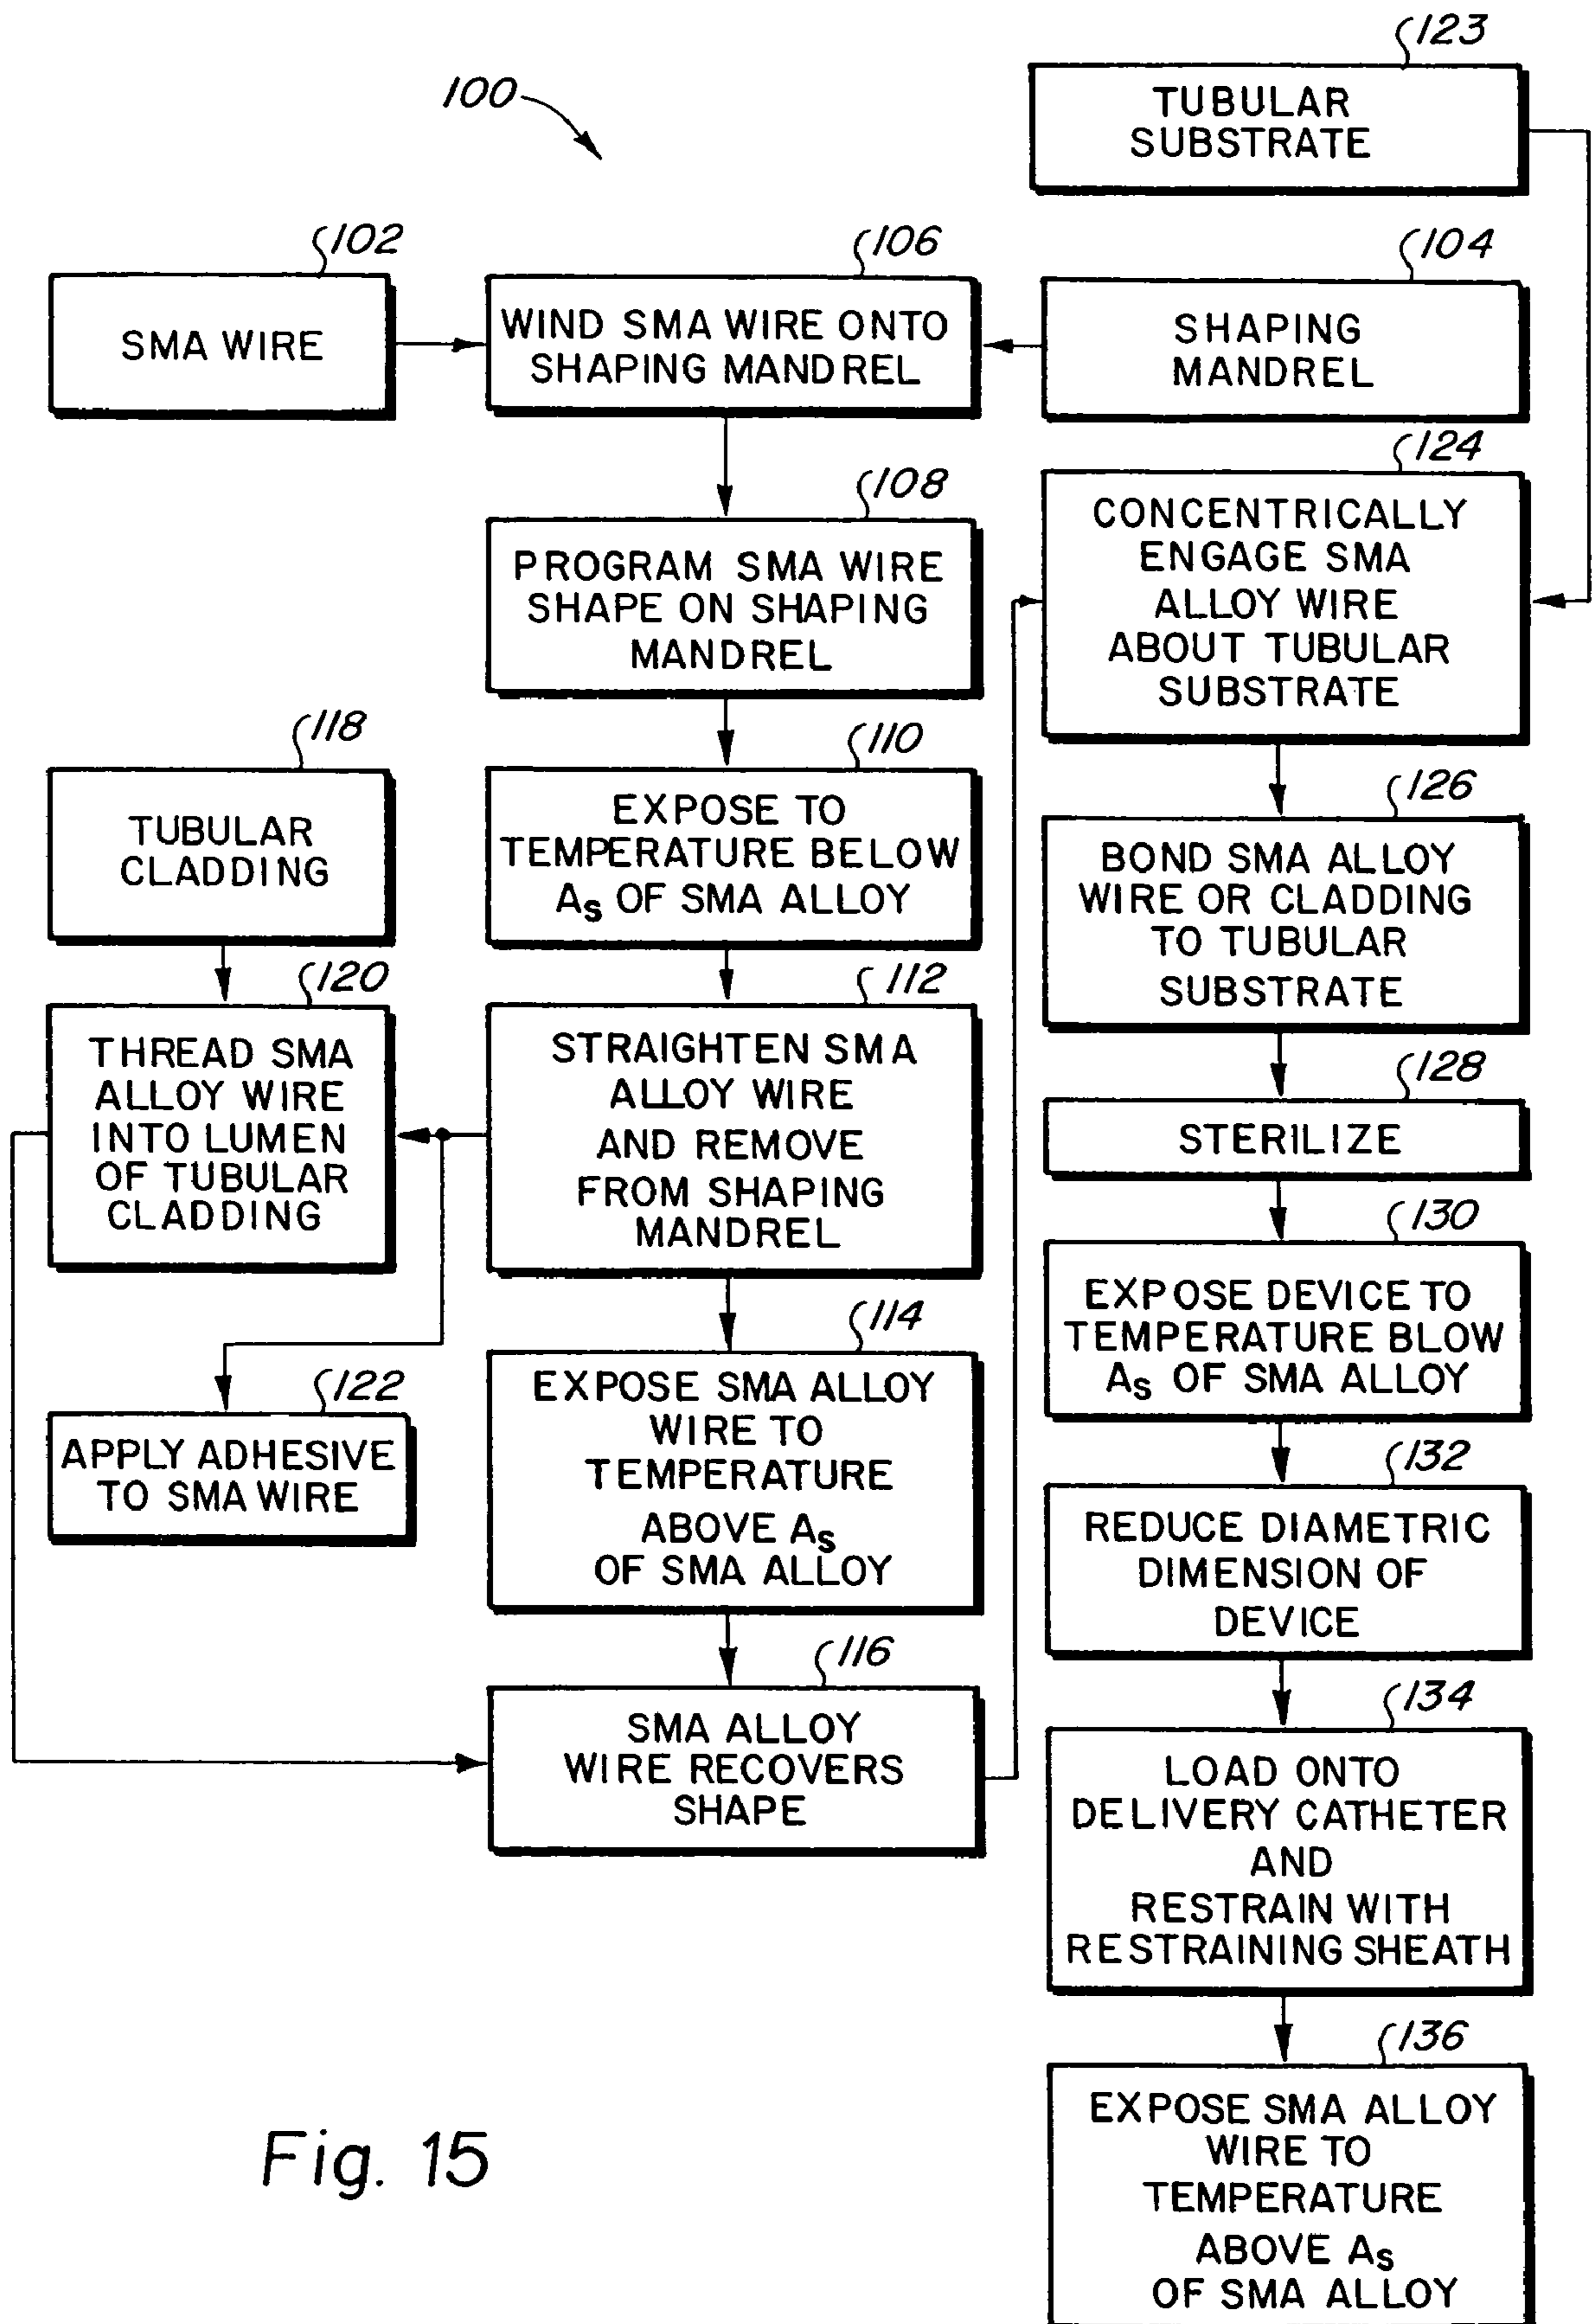 100
123
TUBULAR
SUBSTRATE
102
SMA WIRE
106
WIND SMA WIRE ONTO
SHAPING MANDREL
104
SHAPING
MANDREL
108
PROGRAM SMA WIRE
SHAPE ON SHAPING
MANDREL
110
EXPOSE TO
TEMPERATURE BELOW
As OF SMA ALLOY
112
STRAIGHTEN SMA
ALLOY WIRE
AND REMOVE
FROM SHAPING
MANDREL
114
EXPOSE SMA ALLOY
WIRE TO
TEMPERATURE
ABOVE As
OF SMA ALLOY
116
SMA ALLOY
WIRE RECOVERS
SHAPE
118
TUBULAR
CLADDING
120
THREAD SMA
ALLOY WIRE
INTO LUMEN
OF TUBULAR
CLADDING
122
APPLY ADHESIVE
TO SMA WIRE
124
CONCENTRICALLY
ENGAGE SMA
ALLOY WIRE
ABOUT TUBULAR
SUBSTRATE
126
BOND SMA ALLOY
WIRE OR CLADDING
TO TUBULAR
SUBSTRATE
128
STERILIZE
130
EXPOSE DEVICE TO
TEMPERATURE BLOW
As OF SMA ALLOY
132
REDUCE DIAMETRIC
DIMENSION OF
DEVICE
134
LOAD ONTO
DELIVERY CATHETER
AND
RESTRAIN WITH
RESTRAINING SHEATH
136
EXPOSE SMA ALLOY
WIRE TO
TEMPERATURE
ABOVE As
OF SMA ALLOY
Fig. 15